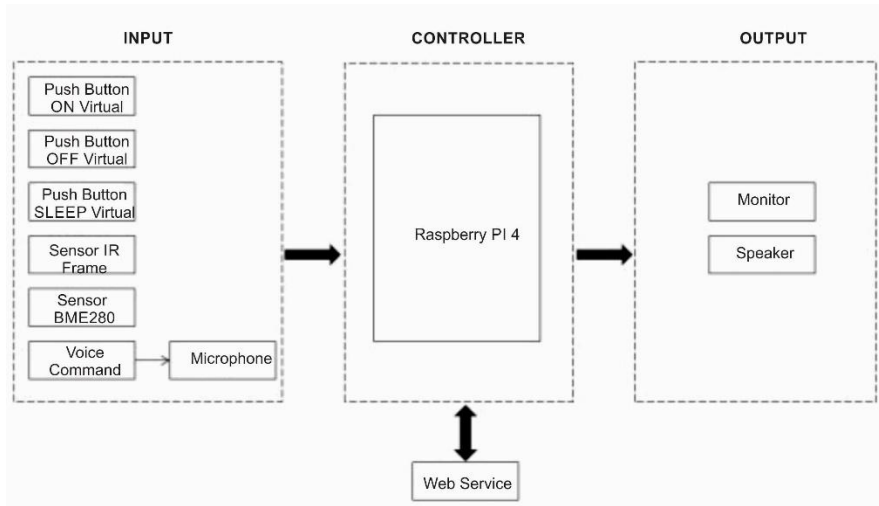 INPUT
CONTROLLER
OUTPUT
Push Button
ON Virtual
Push Button
OFF Virtual
Push Button
SLEEP Virtual
Sensor IR
Frame
Sensor
BME280
Voice
Command
Microphone
Raspberry PI 4
Monitor
Speaker
Web Service